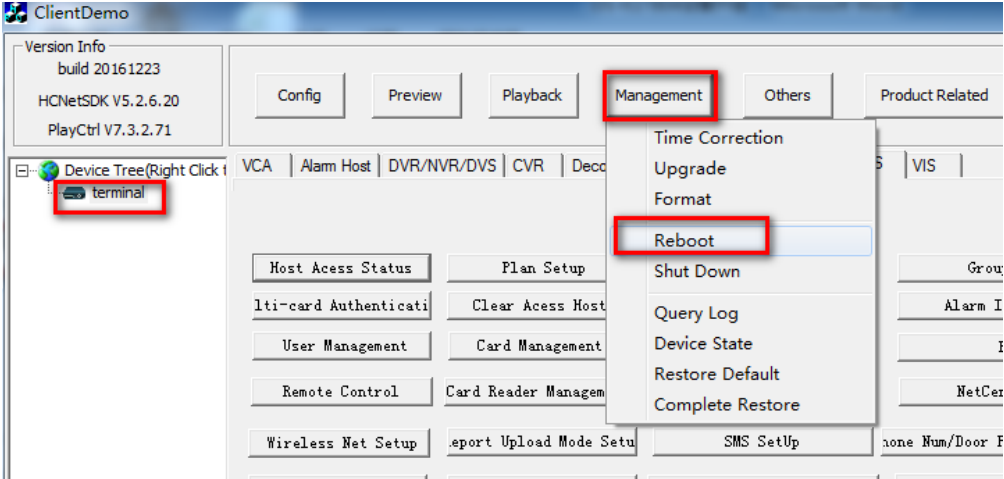 ClientDemo
Version Info
build 20161223
HCNetSDK V5.2.6.20
PlayCtrl V7.3.2.71
Config
Preview
Playback
Management
Others
Product Related
Device Tree(Right Click t
terminal
VCA
Alarm Host
DVR/NVR/DVS
CVR
Deco
S
VIS
Time Correction
Upgrade
Format
Reboot
Shut Down
Query Log
Device State
Restore Default
Complete Restore
Host Acess Status
Plan Setup
Grou
lti-card Authenticati
Clear Acess Host
Alarm I
User Management
Card Management
Remote Control
Card Reader Managem
NetCer
Wireless Net Setup
eport Upload Mode Setu
SMS SetUp
hone Num/Door